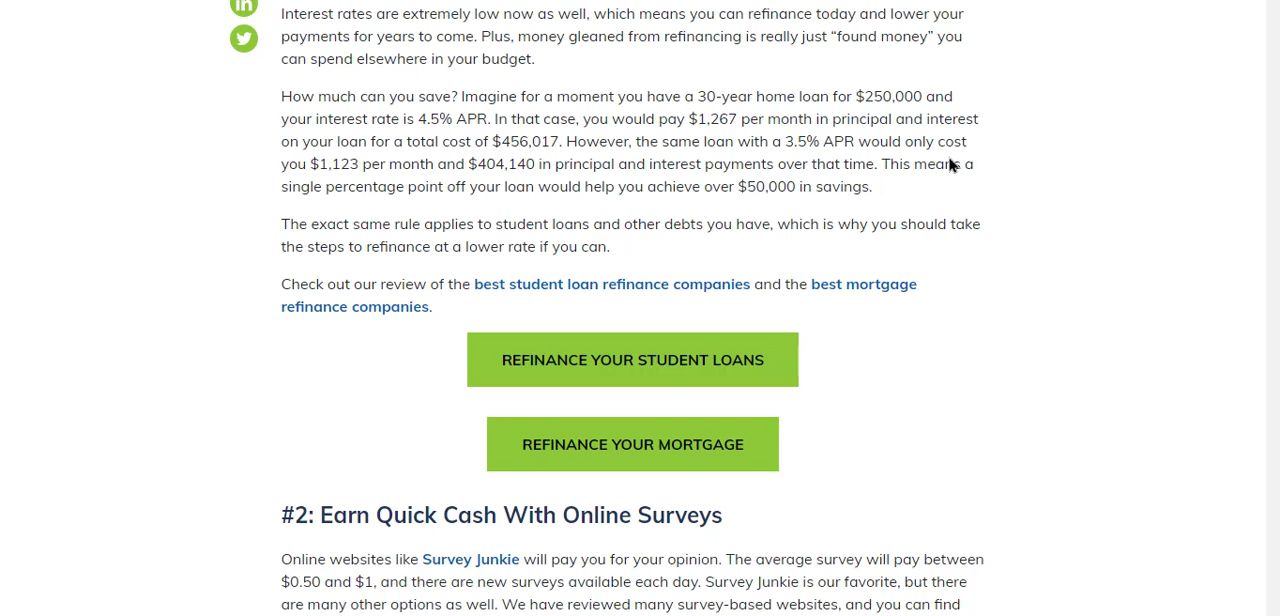 Interest rates are extremely low now as well, which means you can refinance today and lower your
payments for years to come. Plus, money gleaned from refinancing is really just “found money” you
can spend elsewhere in your budget.
How much can you save? Imagine for a moment you have a 30-year home loan for $250,000 and
your interest rate is 4.5% APR. In that case, you would pay $1,267 per month in principal and interest
on your loan for a total cost of $456,017. However, the same loan with a 3.5% APR would only cost
you $1,123 per month and $404,140 in principal and interest payments over that time. This means a
single percentage point off your loan would help you achieve over $50,000 in savings.
The exact same rule applies to student loans and other debts you have, which is why you should take
the steps to refinance at a lower rate if you can.
Check out our review of the best student loan refinance companies and the best mortgage
refinance companies.
REFINANCE YOUR STUDENT LOANS
REFINANCE YOUR MORTGAGE
#2: Earn Quick Cash With Online Surveys
Online websites like Survey Junkie will pay you for your opinion. The average survey will pay between
$0.50 and $1, and there are new surveys available each day. Survey Junkie is our favorite, but there
are many other options as well. We have reviewed many survey-based websites, and you can find